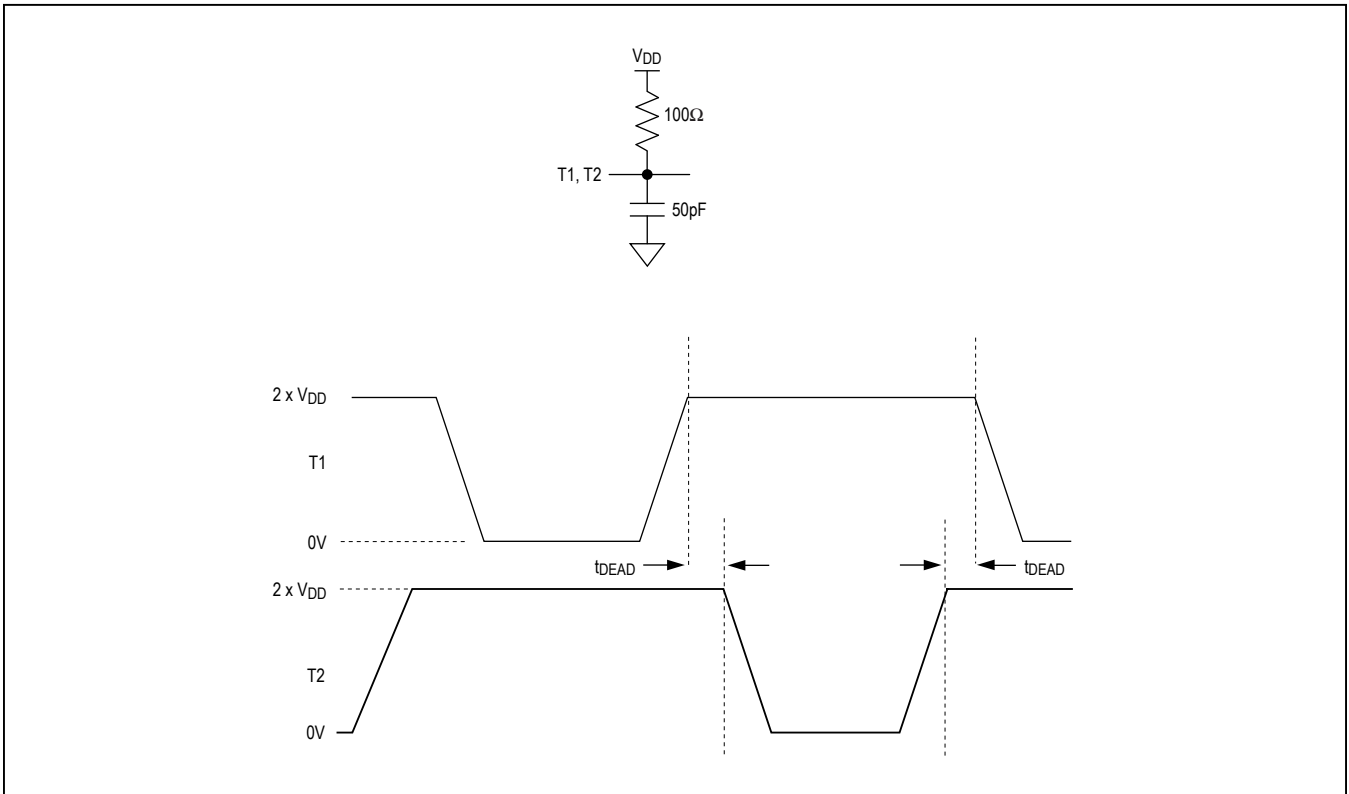 VDD
100Ω
T1, T2
50pF
2 x VDD
T1
0V
tDEAD
tDEAD
2 x VDD
T2
0V